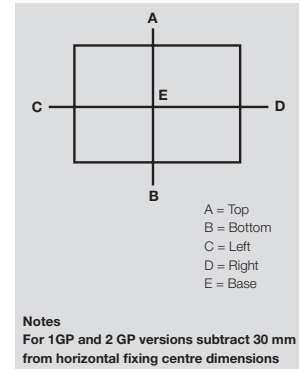 A
E
C
D
B
A = Top
B = Bottom
C = Left
D = Right
E = Base
Notes
For 1GP and 2 GP versions subtract 30 mm
from horizontal fixing centre dimensions